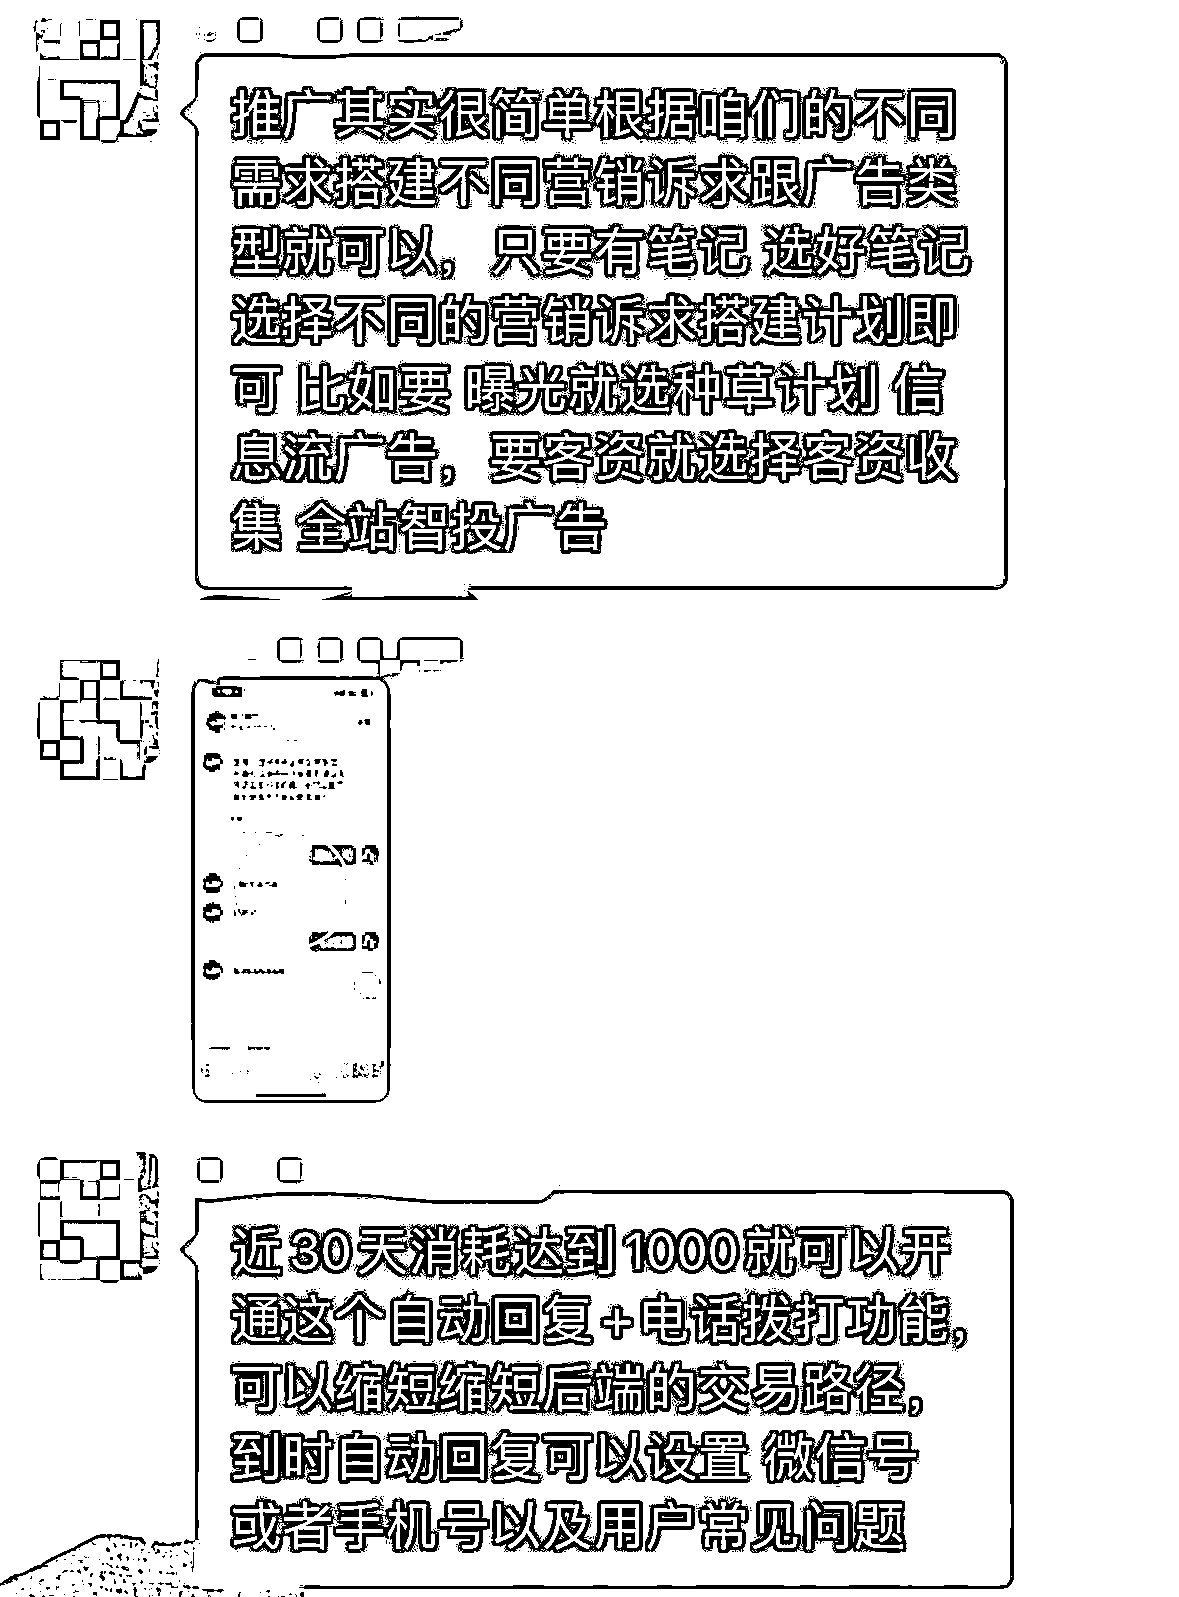 推广其实很简单根据咱们的不同
需求搭建不同营销诉求跟广告类
型就可以，只要有笔记 选好笔记
选择不同的营销诉求搭建计划即
可 比如要 曝光就选种草计划 信
息流广告，要客资就选择客资收
集 全站智投广告
近30天消耗达到1000就可以开
通这个自动回复+电话拨打功能，
可以缩短缩短后端的交易路径，
到时自动回复可以设置 微信号
或者手机号以及用户常见问题